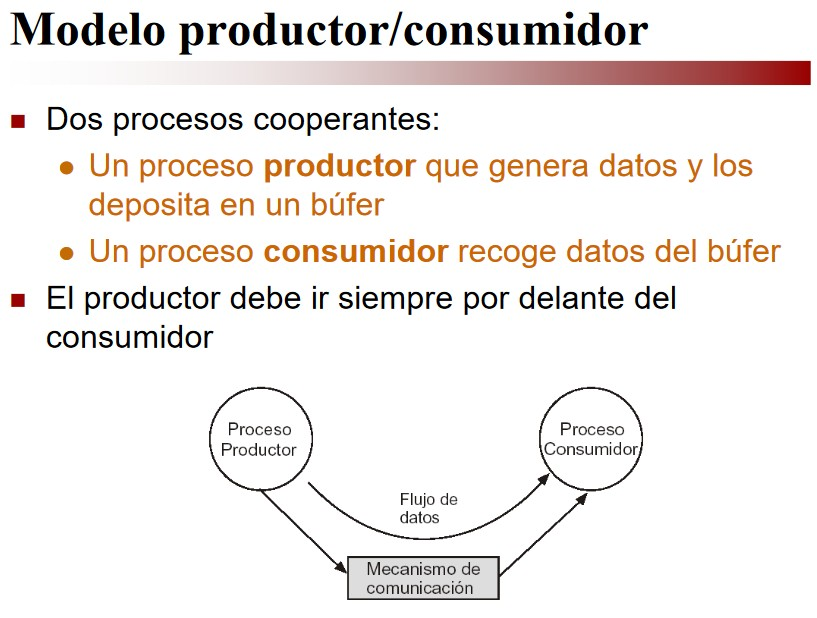 Modelo productor/consumidor
Dos procesos cooperantes:
Un proceso productor que genera datos y los
deposita en un búfer
Un proceso consumidor recoge datos del búfer
El productor debe ir siempre por delante del
consumidor
Proceso
Productor
Proceso
Consumidor
Flujo de
datos
Mecanismo de
comunicación